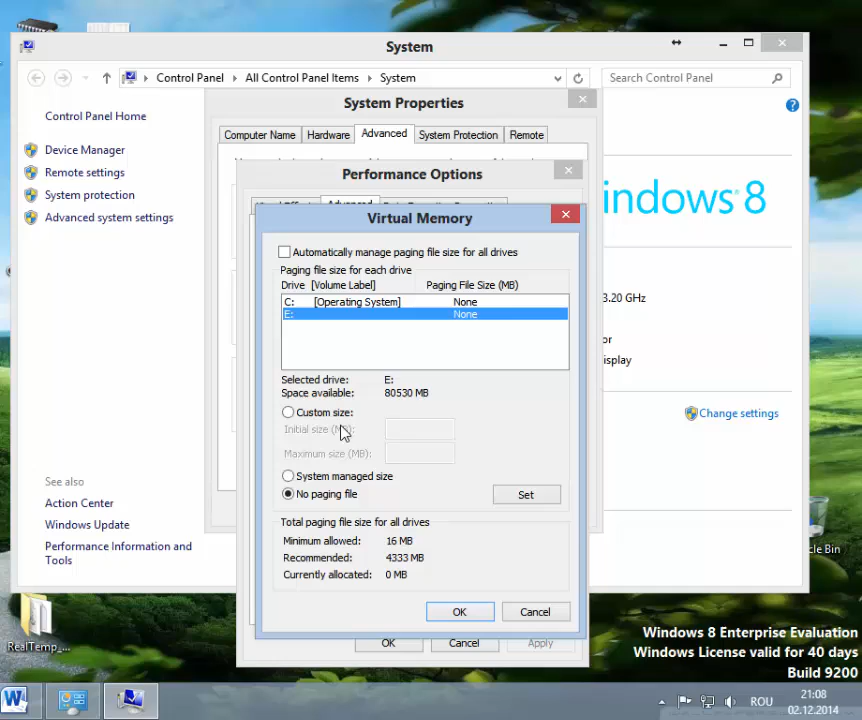 System
Control Panel
All Control Panel Items
System
Search Control Panel
Control Panel Home
Device Manager
Remote settings
System protection
Advanced system settings
System Properties
Computer Name
Hardware
Advanced
System Protection
Remote
Performance Options
Advanced
Virtual Memory
Automatically manage paging file size for all drives
Paging file size for each drive
Drive [Volume Label]
Paging File Size (MB)
C: [Operating System] None
E: None
Selected drive: E:
Space available: 80530 MB
Custom size:
Initial size (MB):
Maximum size (MB):
System managed size
No paging file
Set
Total paging file size for all drives
Minimum allowed: 16 MB
Recommended: 4333 MB
Currently allocated: 0 MB
OK
Cancel
OK
Cancel
Apply
indows 8
3.20 GHz
or
isplay
Change settings
See also
Action Center
Windows Update
Performance Information and
Tools
cle Bin
RealTemp_...
Windows 8 Enterprise Evaluation
Windows License valid for 40 days
Build 9200
ROU
21:08
02.12.2014